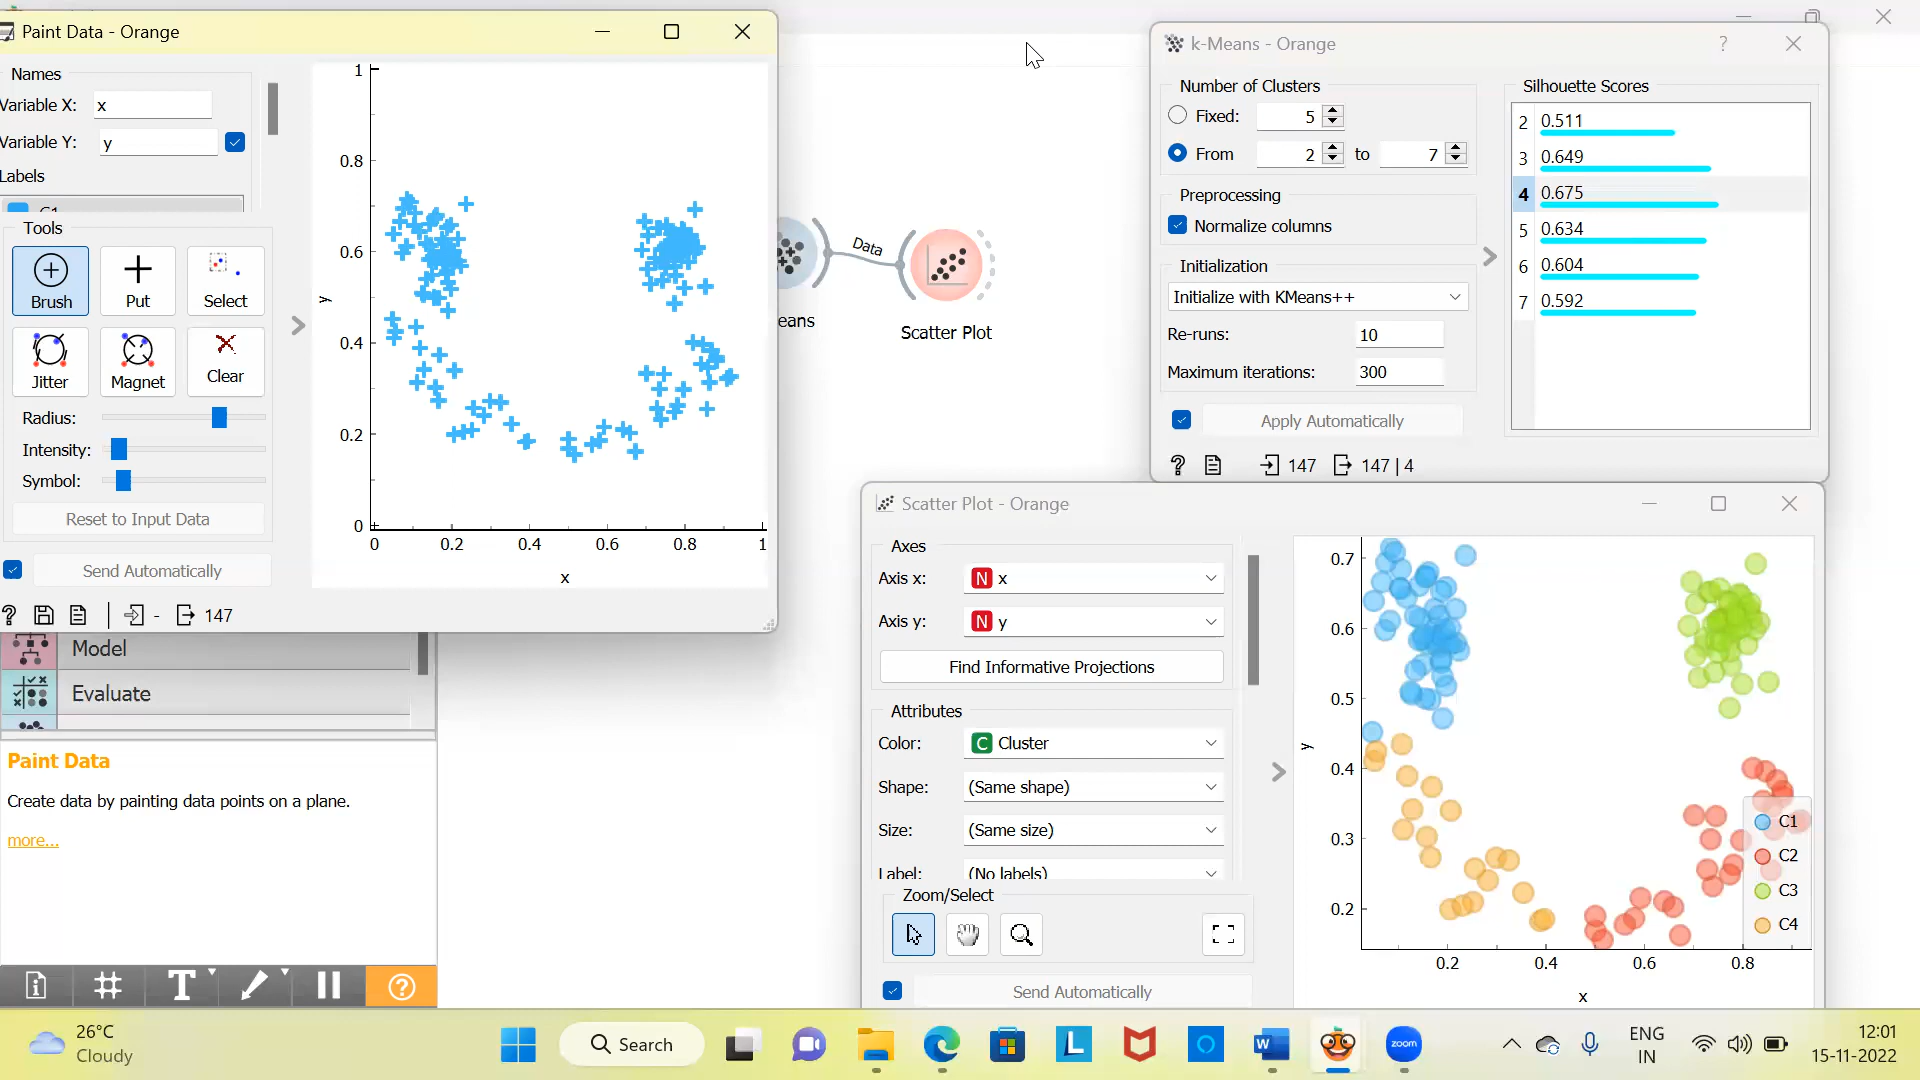 Paint Data - Orange
Names
Variable X: x
Variable Y: y
Labels
C1
Tools
Brush
Put
Select
Jitter
Magnet
Clear
Radius:
Intensity:
Symbol:
Reset to Input Data
Send Automatically
? - 147
1
0.8
0.6
0.4
0.2
0
0 0.2 0.4 0.6 0.8 1
x
y
Model
Evaluate
Paint Data
Create data by painting data points on a plane.
more...
Data
eans
Scatter Plot
k-Means - Orange
?
Number of Clusters
Fixed: 5
From 2 to 7
Preprocessing
Normalize columns
Initialization
Initialize with KMeans++
Re-runs: 10
Maximum iterations: 300
Apply Automatically
? 147 147 | 4
Silhouette Scores
2 0.511
3 0.649
4 0.675
5 0.634
6 0.604
7 0.592
Scatter Plot - Orange
Axes
Axis x: N x
Axis y: N y
Find Informative Projections
Attributes
Color: C Cluster
Shape: (Same shape)
Size: (Same size)
Label: (No labels)
Zoom/Select
Send Automatically
0.7
0.6
0.5
0.4
0.3
0.2
0.2 0.4 0.6 0.8
x
y
C1
C2
C3
C4
T
?
26°C
Cloudy
Search
L
W
zoom
ENG
IN
12:01
15-11-2022